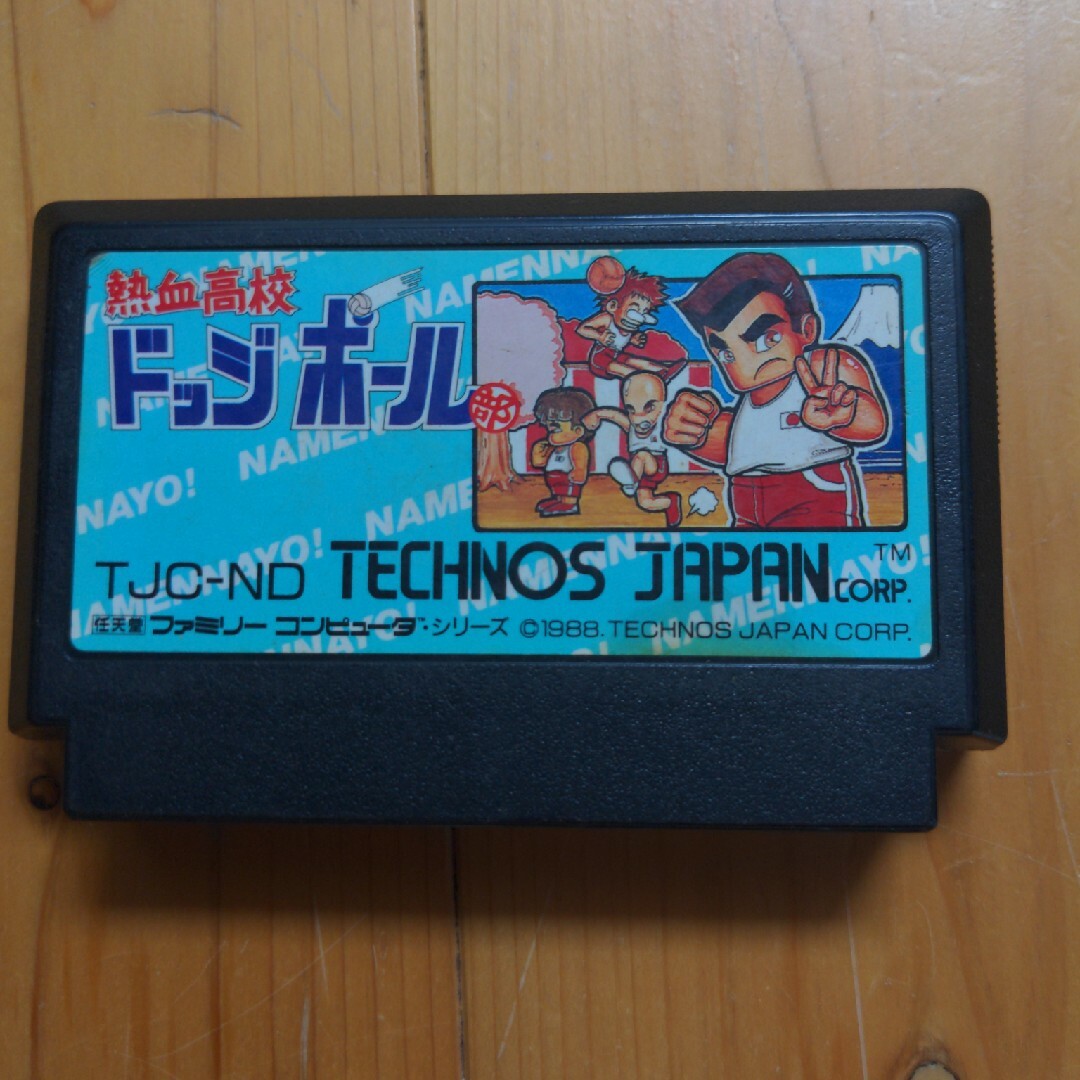 熱血高校
ドッジボール部
NAMENNAYO!
TJC-ND TECHNOS JAPAN CORP.™
任天堂 ファミリーコンピュータ™・シリーズ ©1988. TECHNOS JAPAN CORP.